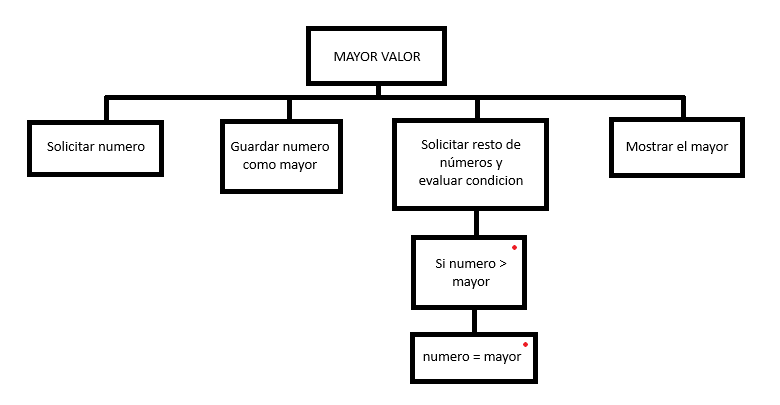 MAYOR VALOR
Solicitar numero
Guardar numero
como mayor
Solicitar resto de
números y
evaluar condicion
Mostrar el mayor
Si numero >
mayor
numero = mayor